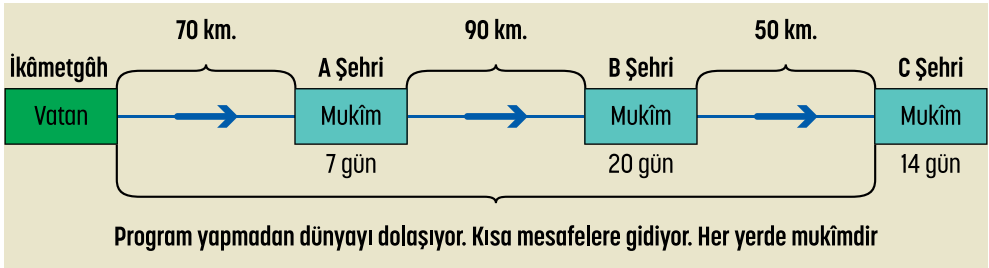 70 km.
90 km.
50 km.
İkâmetgâh
A Şehri
B Şehri
C Şehri
Vatan
Mukîm
Mukîm
Mukîm
7 gün
20 gün
14 gün
Program yapmadan dünyayı dolaşıyor. Kısa mesafelere gidiyor. Her yerde mukîmdir